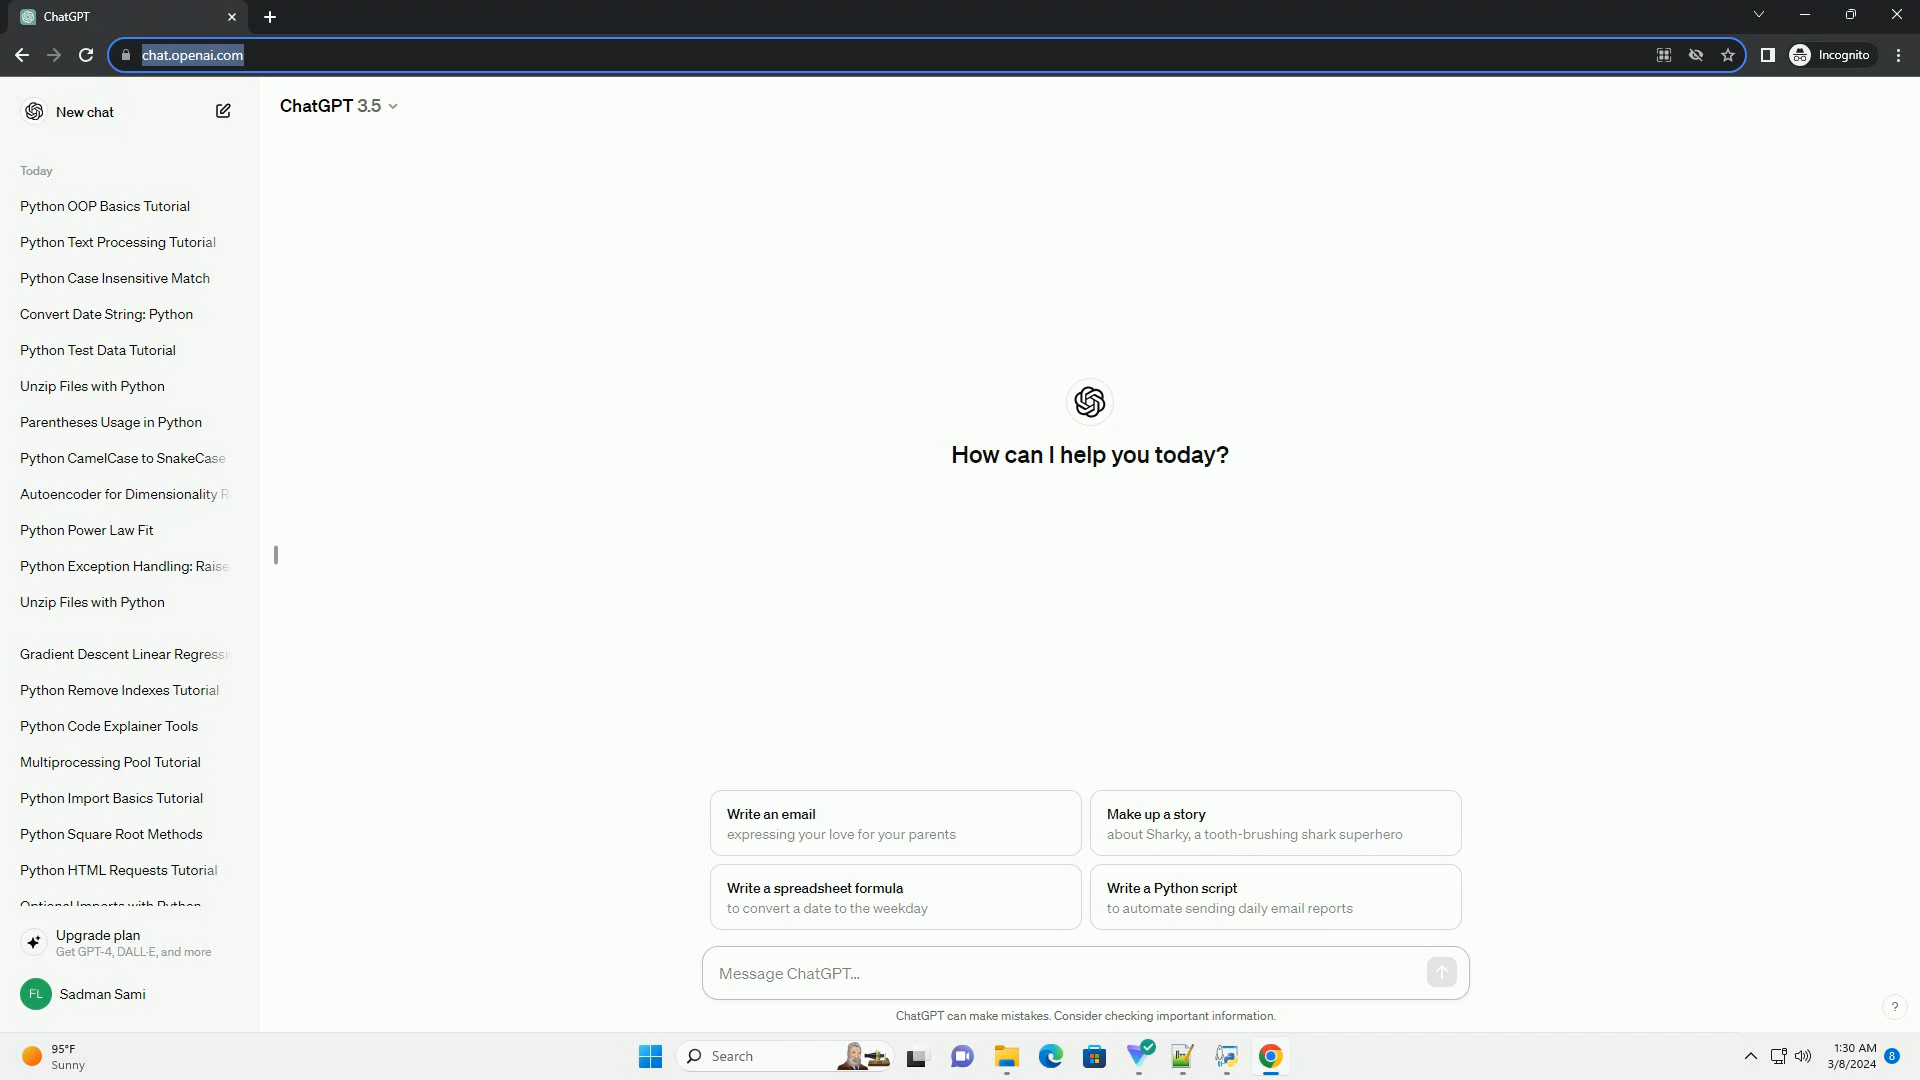 ChatGPT
chat.openai.com
Incognito
New chat
ChatGPT 3.5
Today
Python OOP Basics Tutorial
Python Text Processing Tutorial
Python Case Insensitive Match
Convert Date String: Python
Python Test Data Tutorial
Unzip Files with Python
Parentheses Usage in Python
Python CamelCase to SnakeCase
Autoencoder for Dimensionality R
Python Power Law Fit
Python Exception Handling: Raise
Unzip Files with Python
Gradient Descent Linear Regressi
Python Remove Indexes Tutorial
Python Code Explainer Tools
Multiprocessing Pool Tutorial
Python Import Basics Tutorial
Python Square Root Methods
Python HTML Requests Tutorial
Optional Imports with Python
Upgrade plan
Get GPT-4, DALL·E, and more
FL
Sadman Sami
How can I help you today?
Write an email
expressing your love for your parents
Make up a story
about Sharky, a tooth-brushing shark superhero
Write a spreadsheet formula
to convert a date to the weekday
Write a Python script
to automate sending daily email reports
Message ChatGPT...
ChatGPT can make mistakes. Consider checking important information.
?
95°F
Sunny
Search
1:30 AM
3/8/2024
8